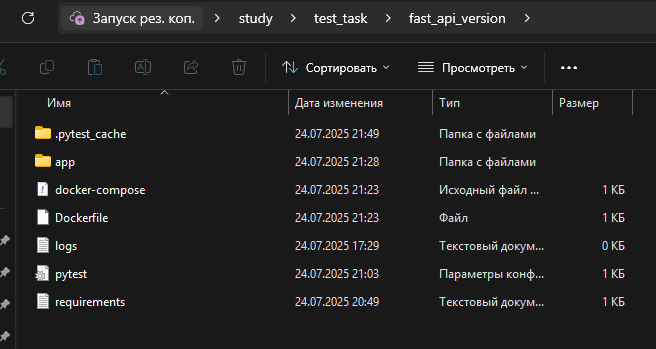 Запуск рез. коп. > study > test_task > fast_api_version >
Сортировать Просмотреть ...
Имя Дата изменения Тип Размер
.pytest_cache 24.07.2025 21:49 Папка с файлами
app 24.07.2025 21:28 Папка с файлами
docker-compose 24.07.2025 21:23 Исходный файл ... 1 КБ
Dockerfile 24.07.2025 21:23 Файл 1 КБ
logs 24.07.2025 17:29 Текстовый докум... 0 КБ
pytest 24.07.2025 21:03 Параметры конф... 1 КБ
requirements 24.07.2025 20:49 Текстовый докум... 1 КБ